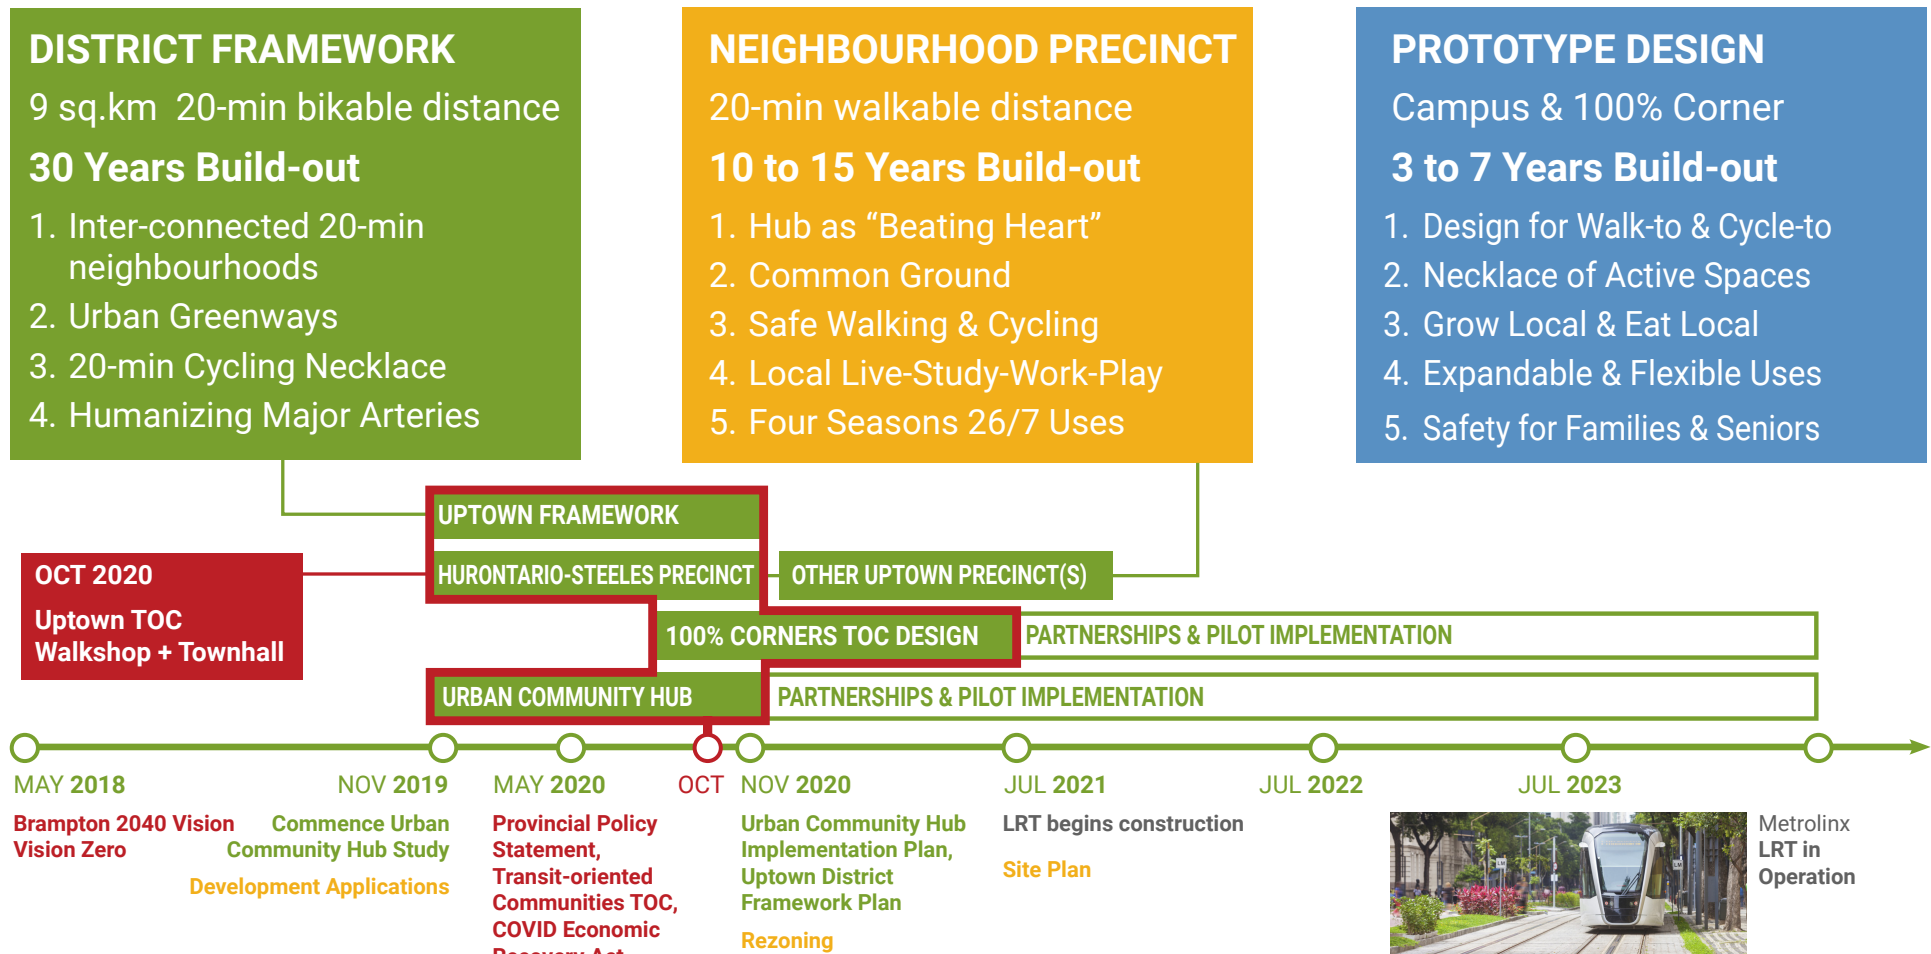 DISTRICT FRAMEWORK
9 sq.km 20-min bikable distance
30 Years Build-out
1. Inter-connected 20-min
neighbourhoods
2. Urban Greenways
3. 20-min Cycling Necklace
4. Humanizing Major Arteries
NEIGHBOURHOOD PRECINCT
20-min walkable distance
10 to 15 Years Build-out
1. Hub as “Beating Heart”
2. Common Ground
3. Safe Walking & Cycling
4. Local Live-Study-Work-Play
5. Four Seasons 26/7 Uses
PROTOTYPE DESIGN
Campus & 100% Corner
3 to 7 Years Build-out
1. Design for Walk-to & Cycle-to
2. Necklace of Active Spaces
3. Grow Local & Eat Local
4. Expandable & Flexible Uses
5. Safety for Families & Seniors
OCT 2020
Uptown TOC
Walkshop + Townhall
UPTOWN FRAMEWORK
HURONTARIO-STEELES PRECINCT
OTHER UPTOWN PRECINCT(S)
100% CORNERS TOC DESIGN
PARTNERSHIPS & PILOT IMPLEMENTATION
URBAN COMMUNITY HUB
PARTNERSHIPS & PILOT IMPLEMENTATION
MAY 2018
Brampton 2040 Vision
Vision Zero
NOV 2019
Commence Urban
Community Hub Study
Development Applications
MAY 2020
Provincial Policy
Statement,
Transit-oriented
Communities TOC,
COVID Economic
Recovery Act
OCT
NOV 2020
Urban Community Hub
Implementation Plan,
Uptown District
Framework Plan
Rezoning
JUL 2021
LRT begins construction
Site Plan
JUL 2022
JUL 2023
Metrolinx
LRT in
Operation